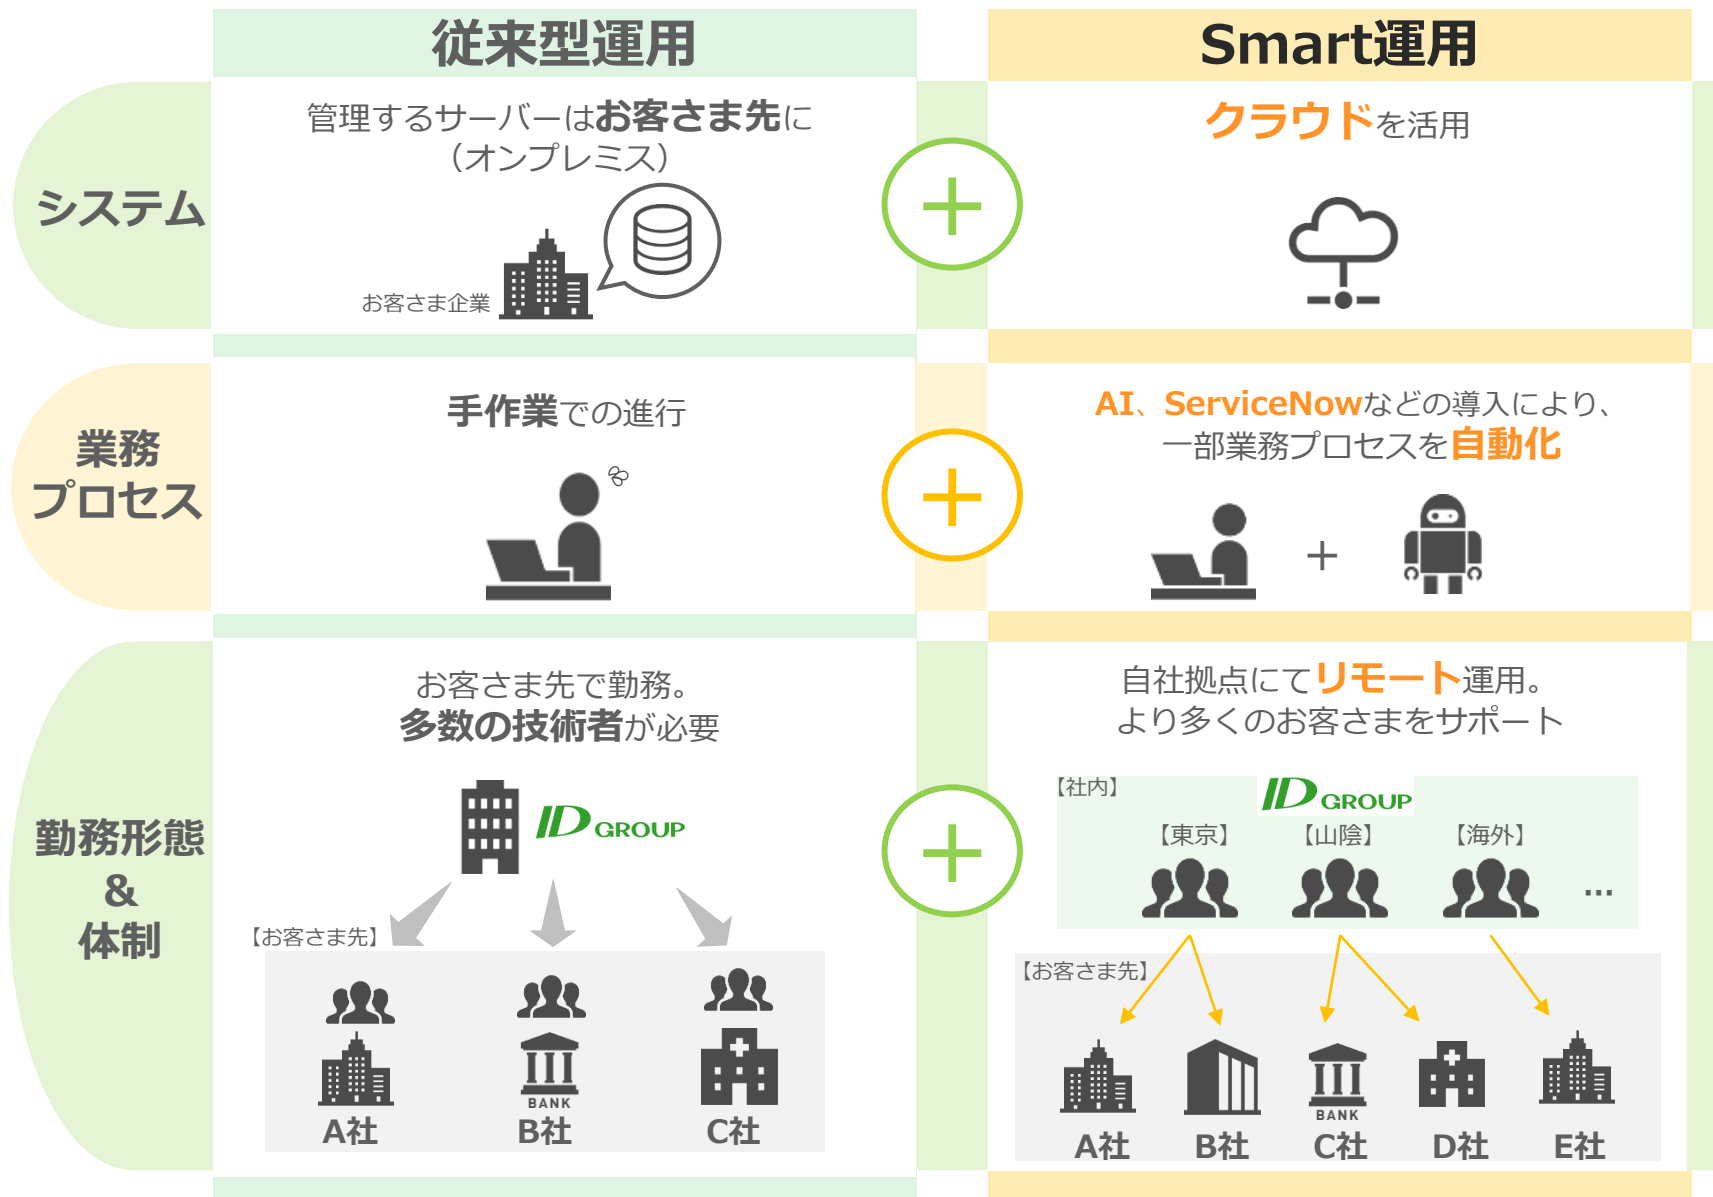 従来型運用
Smart運用
システム
管理するサーバーはお客さま先に
（オンプレミス）
お客さま企業
＋
クラウドを活用
業務
プロセス
手作業での進行
＋
AI、ServiceNowなどの導入により、
一部業務プロセスを自動化
＋
勤務形態
&
体制
お客さま先で勤務。
多数の技術者が必要
ID GROUP
【お客さま先】
BANK
A社
B社
C社
＋
自社拠点にてリモート運用。
より多くのお客さまをサポート
【社内】
ID GROUP
【東京】
【山陰】
【海外】
…
【お客さま先】
BANK
A社
B社
C社
D社
E社